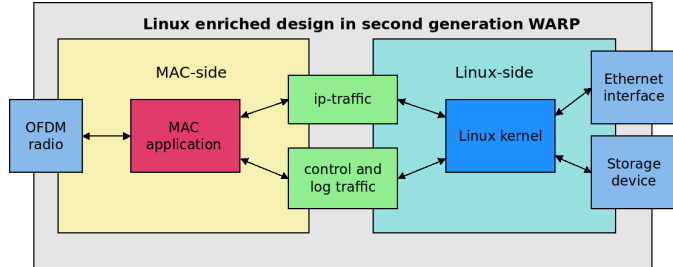 Linux enriched design in second generation WARP
MAC-side
Linux-side
OFDM
radio
MAC
application
ip-traffic
control and
log traffic
Linux kernel
Ethernet
interface
Storage
device